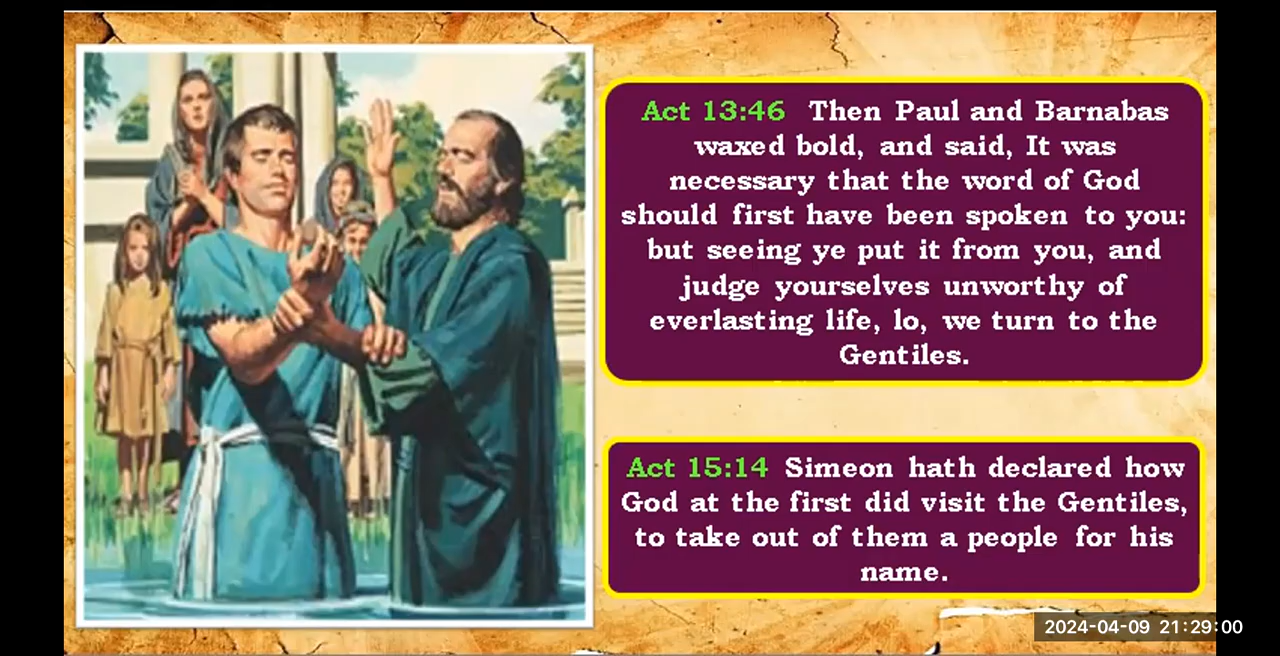 Act 13:46 Then Paul and Barnabas
waxed bold, and said, It was
necessary that the word of God
should first have been spoken to you:
but seeing ye put it from you, and
judge yourselves unworthy of
everlasting life, lo, we turn to the
Gentiles.
Act 15:14 Simeon hath declared how
God at the first did visit the Gentiles,
to take out of them a people for his
name.
2024-04-09 21:29:00